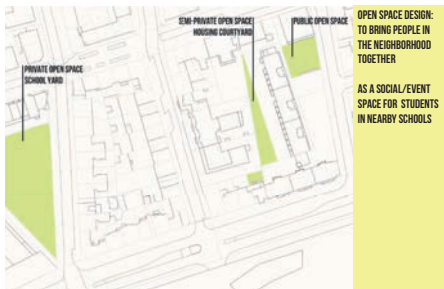 SEMI-PRIVATE OPEN SPACE
HOUSING COURTYARD
PUBLIC OPEN SPACE
PRIVATE OPEN SPACE
SCHOOL YARD
OPEN SPACE DESIGN:
TO BRING PEOPLE IN
THE NEIGHBORHOOD
TOGETHER
AS A SOCIAL/EVENT
SPACE FOR STUDENTS
IN NEARBY SCHOOLS